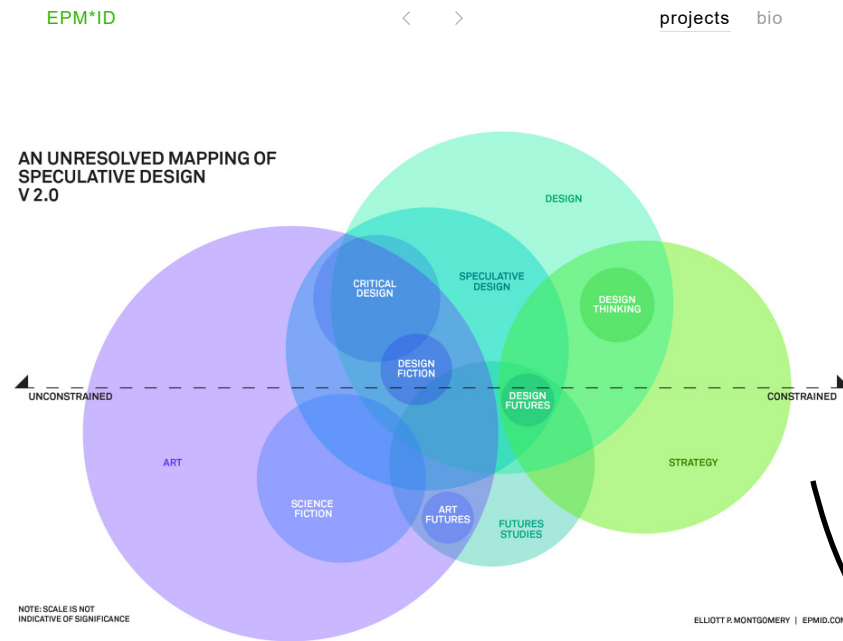 EPM*ID
projects
bio
AN UNRESOLVED MAPPING OF
SPECULATIVE DESIGN
V 2.0
DESIGN
CRITICAL
DESIGN
SPECULATIVE
DESIGN
DESIGN
THINKING
DESIGN
FICTION
UNCONSTRAINED
DESIGN
FUTURES
CONSTRAINED
ART
STRATEGY
SCIENCE
FICTION
ART
FUTURES
FUTURES
STUDIES
NOTE: SCALE IS NOT
INDICATIVE OF SIGNIFICANCE
ELLIOTT P. MONTGOMERY | EPMID.COM